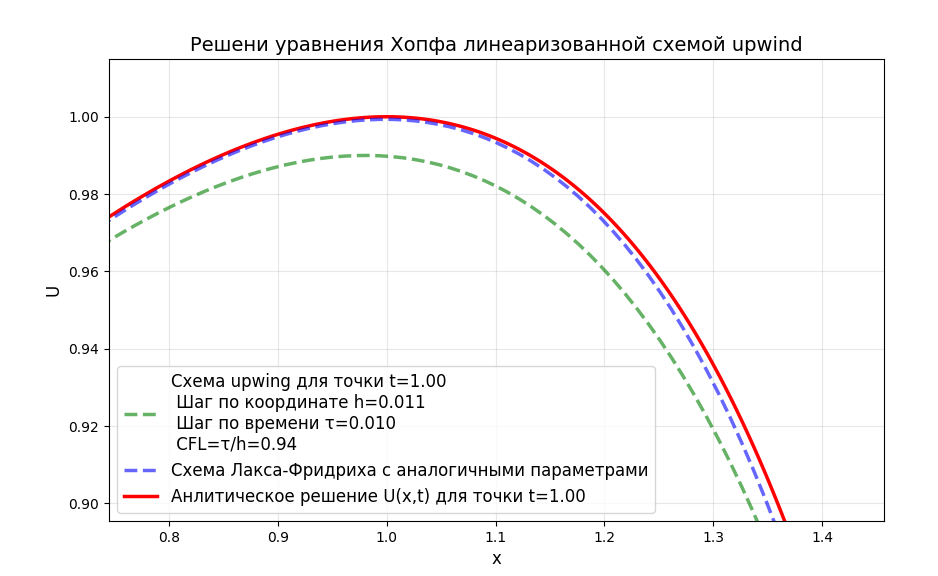 Решени уравнения Хопфа линеаризованной схемой upwind
U
1.00
0.98
0.96
0.94
0.92
0.90
Схема upwing для точки t=1.00
Шаг по координате h=0.011
Шаг по времени τ=0.010
CFL=τ/h=0.94
Схема Лакса-Фридриха с аналогичными параметрами
Анлитическое решение U(x,t) для точки t=1.00
0.8 0.9 1.0 1.1 1.2 1.3 1.4
x